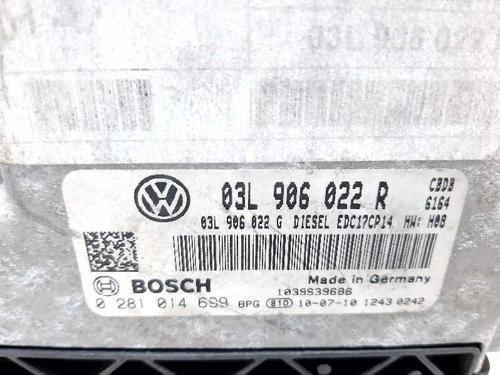 03L 906 022 R
CBDB
6164
03L 906 022 G DIESEL EDC17CP14 HW: H08
BOSCH
Made in Germany
1039S39686
0 281 014 699 BPG 810 10-07-10 1243 0242